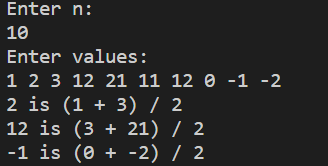 Enter n:
10
Enter values:
1 2 3 12 21 11 12 0 -1 -2
2 is (1 + 3) / 2
12 is (3 + 21) / 2
-1 is (0 + -2) / 2